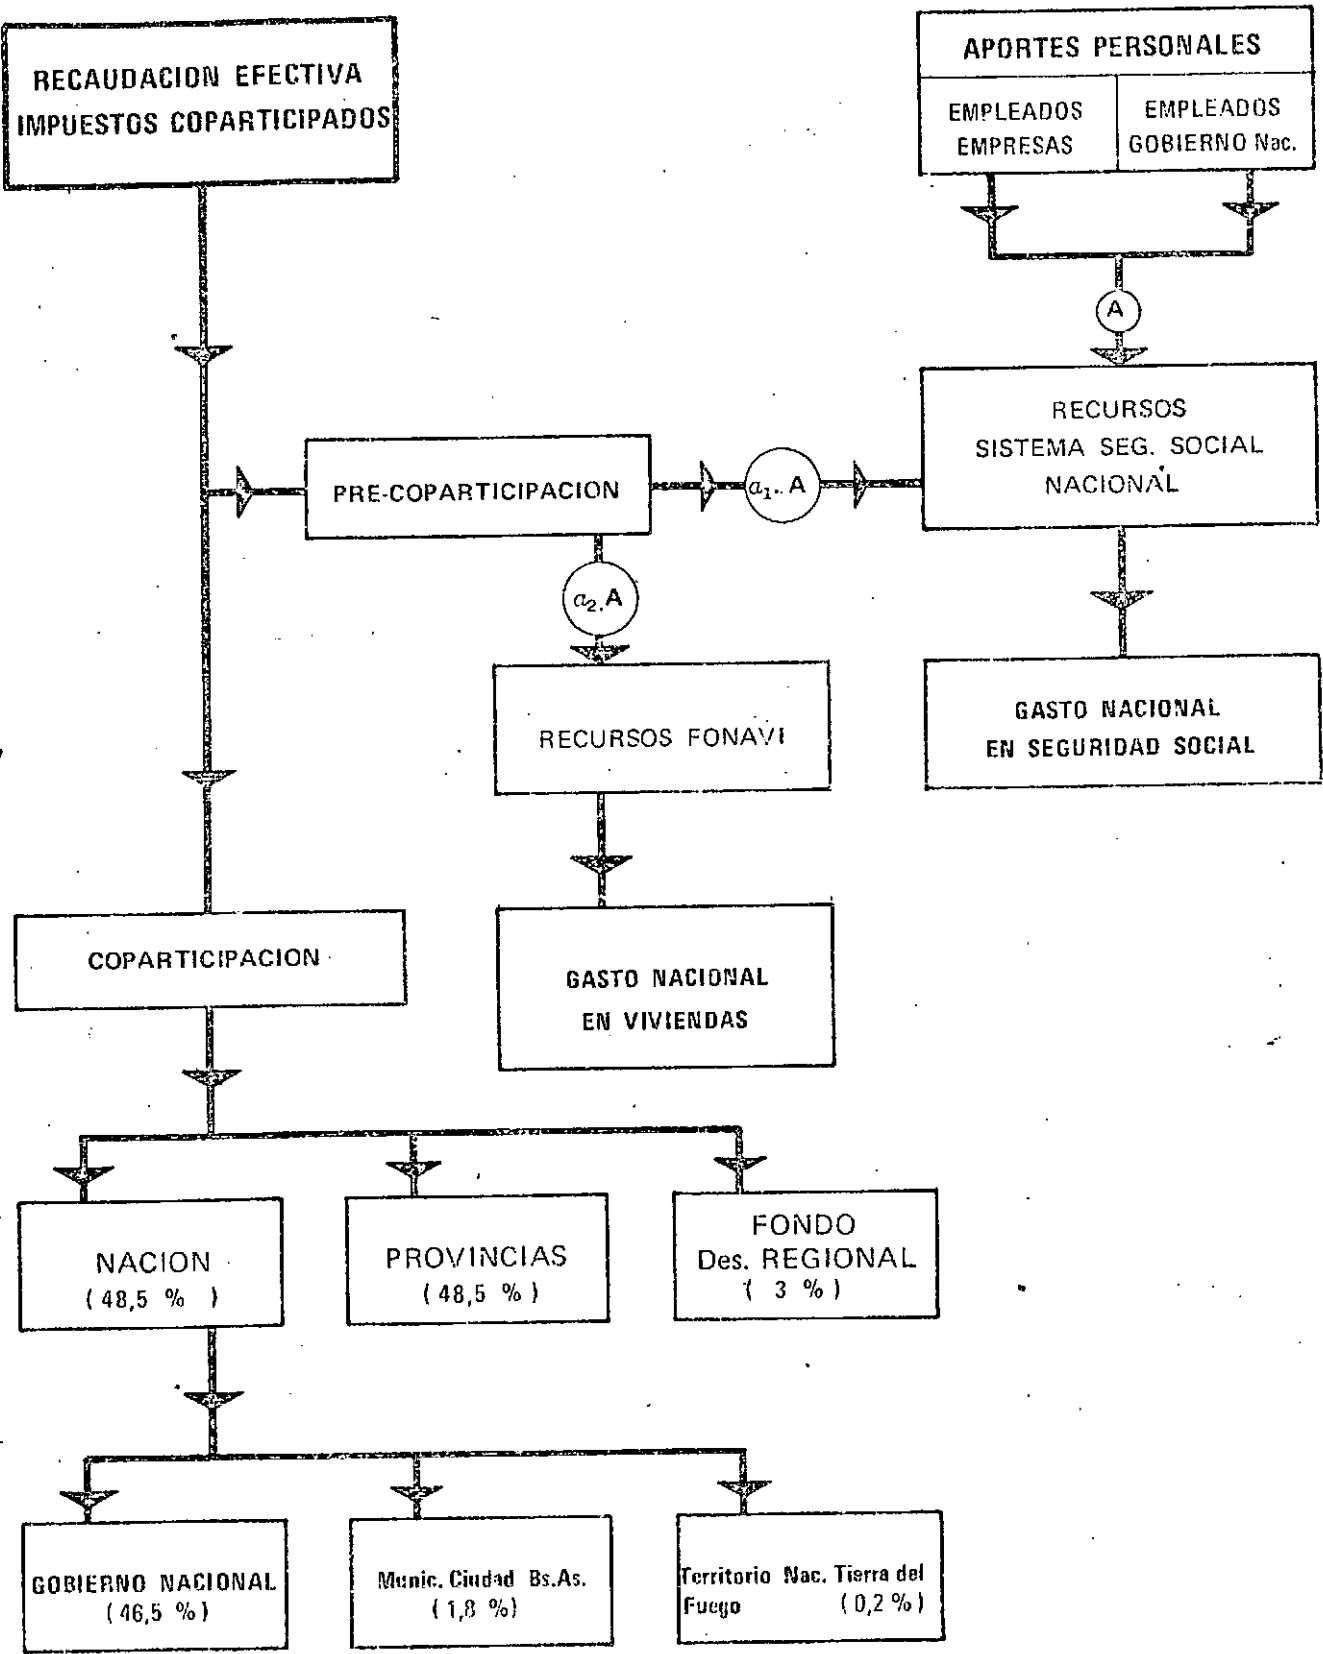 RECAUDACION EFECTIVA
IMPUESTOS COPARTICIPADOS
APORTES PERSONALES
EMPLEADOS
EMPRESAS
EMPLEADOS
GOBIERNO Nac.
A
RECURSOS
SISTEMA SEG. SOCIAL
NACIONAL
PRE-COPARTICIPACION
a₁. A
a₂. A
RECURSOS FONAVI
GASTO NACIONAL
EN SEGURIDAD SOCIAL
COPARTICIPACION
GASTO NACIONAL
EN VIVIENDAS
NACION
(48,5 %)
PROVINCIAS
(48,5 %)
FONDO
Des. REGIONAL
( 3 %)
GOBIERNO NACIONAL
(46,5 %)
Munic. Ciudad Bs.As.
(1,8 %)
Territorio Nac. Tierra del
Fuego (0,2 %)